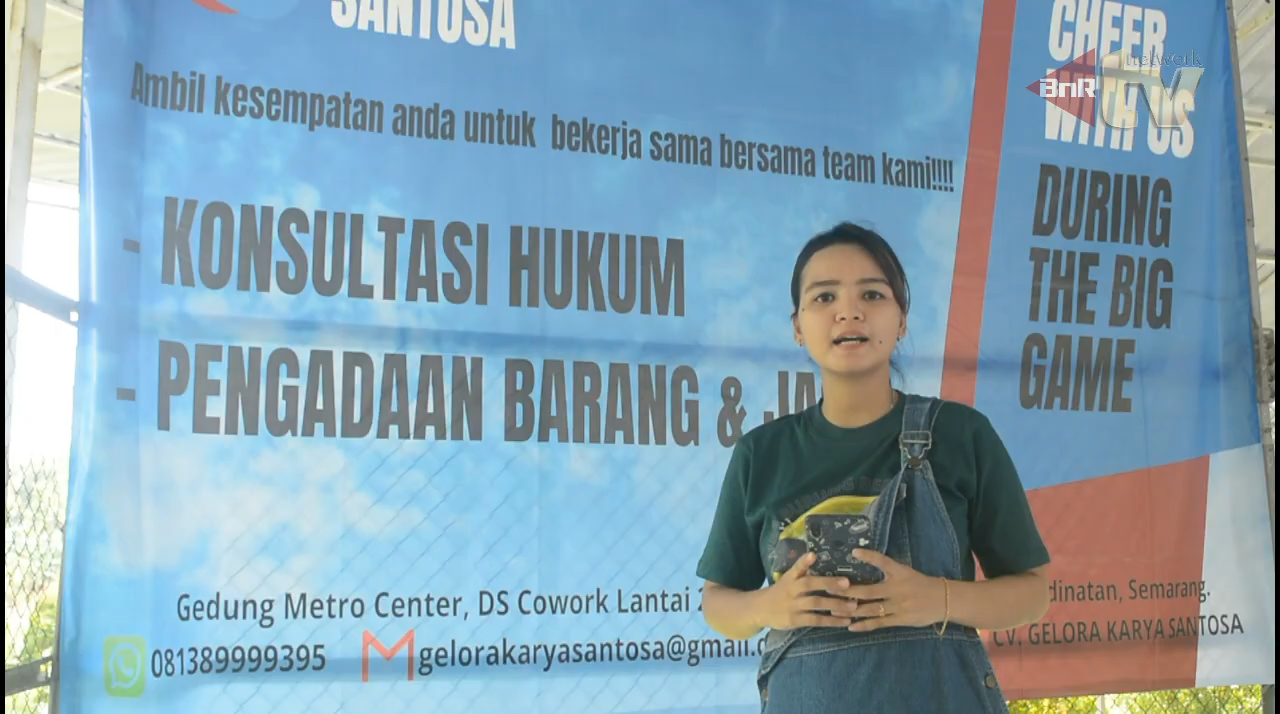 SANTOSA
Ambil kesempatan anda untuk bekerja sama bersama team kami!!!!
- KONSULTASI HUKUM
- PENGADAAN BARANG & JA
Gedung Metro Center, DS Cowork Lantai
dinatan, Semarang.
081389999395
gelorakaryasantosa@gmail.c
CV. GELORA KARYA SANTOSA
CHEER
WITH US
DURING
THE BIG
GAME
network
BnR TV